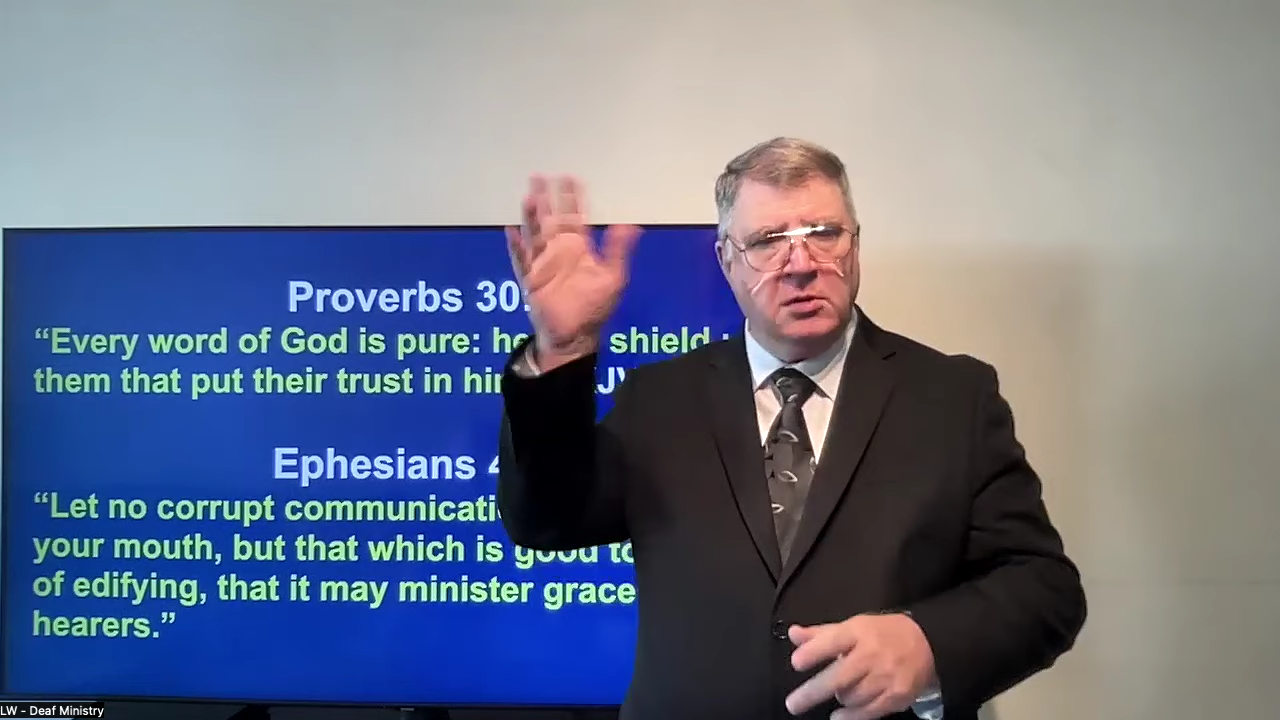 Proverbs 30:
“Every word of God is pure: he shield
them that put their trust in him KJV
Ephesians 4
“Let no corrupt communicati
your mouth, but that which is good to
of edifying, that it may minister grace
hearers.”
LW - Deaf Ministry